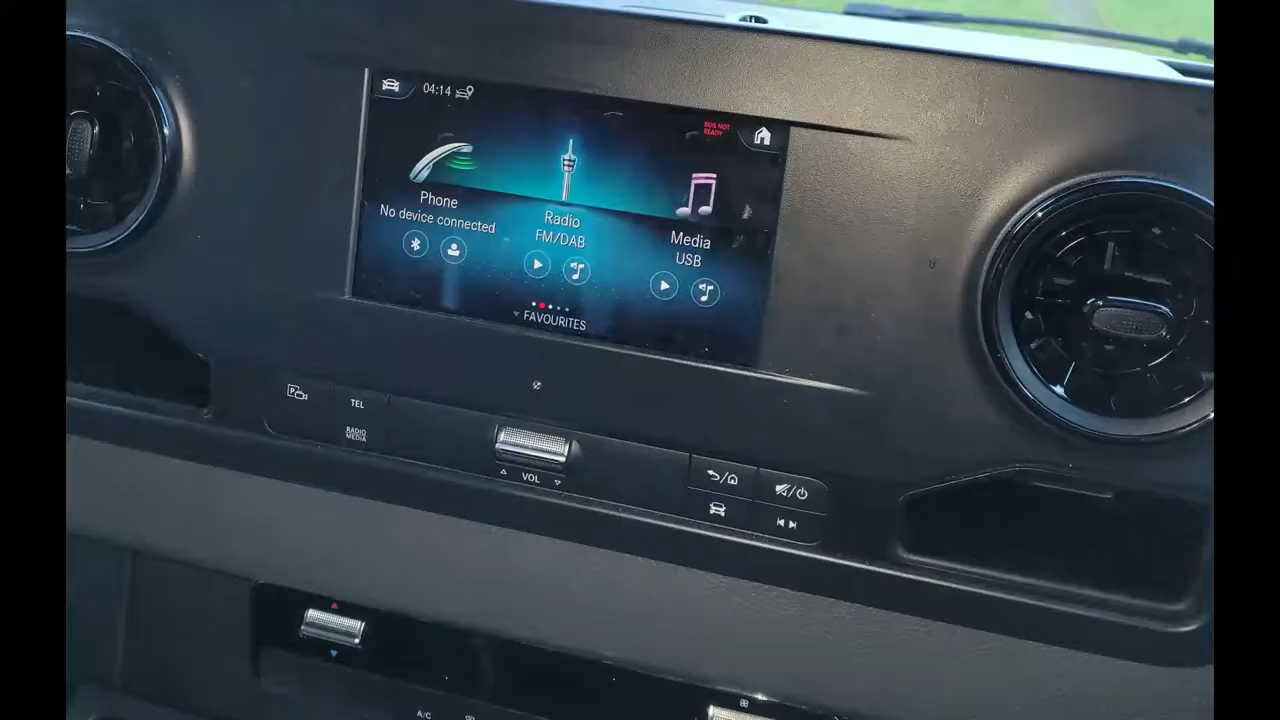 04:14
SOS NOT
READY
Phone
No device connected
Radio
FM/DAB
Media
USB
FAVOURITES
P
TEL
RADIO
MEDIA
VOL
A/C